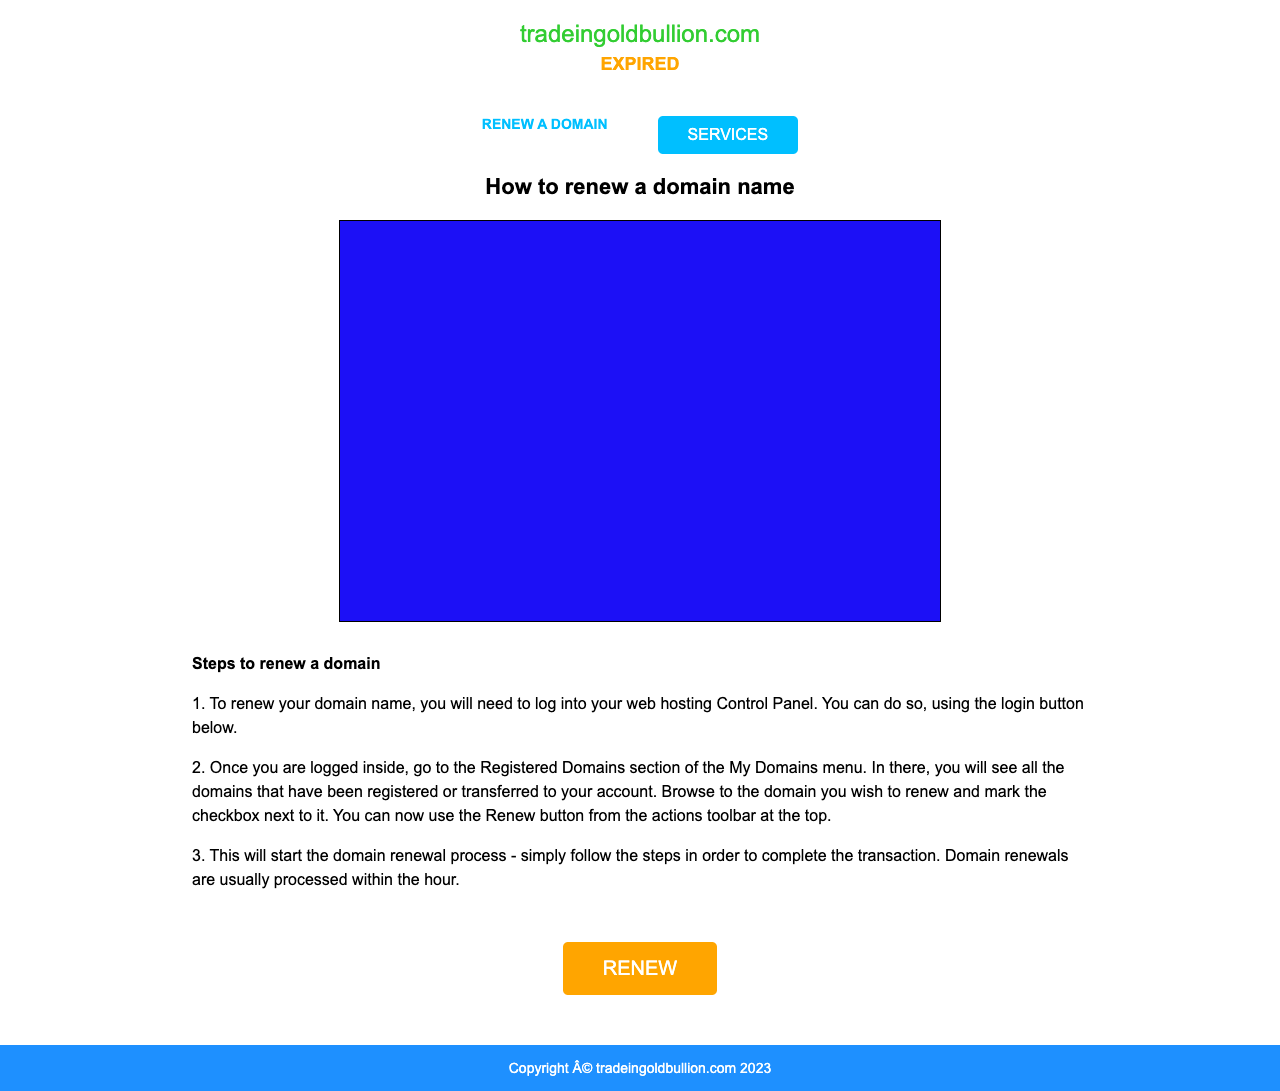 tradeingoldbullion.com
EXPIRED
RENEW A DOMAIN
SERVICES
How to renew a domain name
Steps to renew a domain
1. To renew your domain name, you will need to log into your web hosting Control Panel. You can do so, using the login button
below.
2. Once you are logged inside, go to the Registered Domains section of the My Domains menu. In there, you will see all the
domains that have been registered or transferred to your account. Browse to the domain you wish to renew and mark the
checkbox next to it. You can now use the Renew button from the actions toolbar at the top.
3. This will start the domain renewal process - simply follow the steps in order to complete the transaction. Domain renewals
are usually processed within the hour.
RENEW
Copyright Â© tradeingoldbullion.com 2023